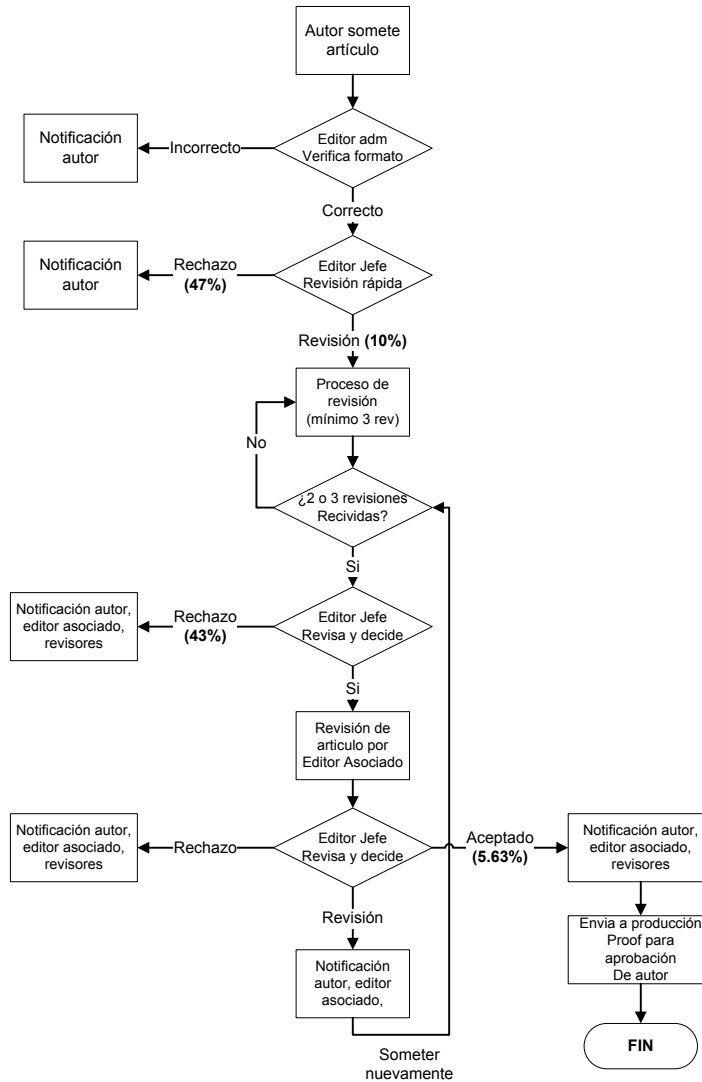 Autor somete
artículo
Notificación
autor
Incorrecto
Editor adm
Verifica formato
Correcto
Notificación
autor
Rechazo
(47%)
Editor Jefe
Revisión rápida
Revisión (10%)
Proceso de
revisión
(mínimo 3 rev)
No
¿2 o 3 revisiones
Recividas?
Si
Notificación autor,
editor asociado,
revisores
Rechazo
(43%)
Editor Jefe
Revisa y decide
Si
Revisión de
articulo por
Editor Asociado
Notificación autor,
editor asociado,
revisores
Rechazo
Editor Jefe
Revisa y decide
Aceptado
(5.63%)
Notificación autor,
editor asociado,
revisores
Revisión
Envia a producción
Proof para
aprobación
De autor
Notificación
autor, editor
asociado,
Someter
nuevamente
FIN